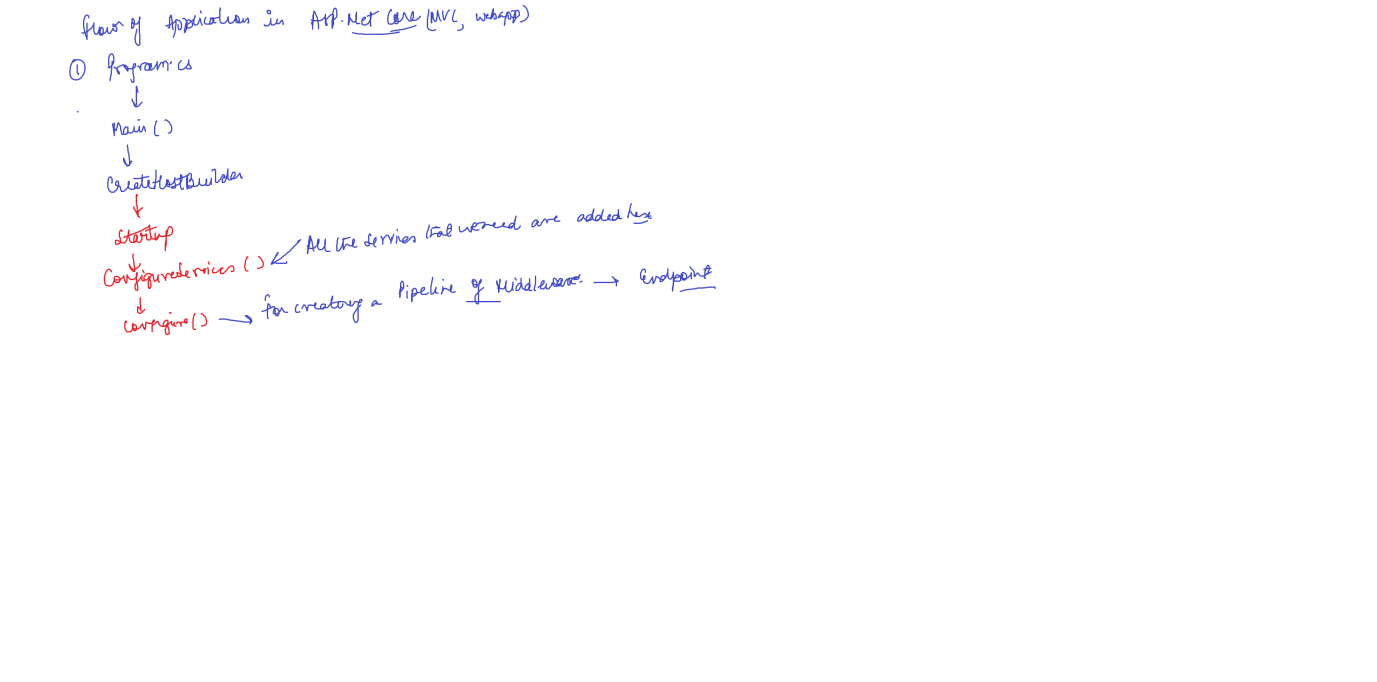 Flow of Application in Asp.Net Core (MVC, webapp)
① Program.cs
Main ( )
CreateHostBuilder
Startup
ConfigureServices ( )
All the services that we need are added here
Configure ( )
for creating a Pipeline of Middleware. → Endpoint